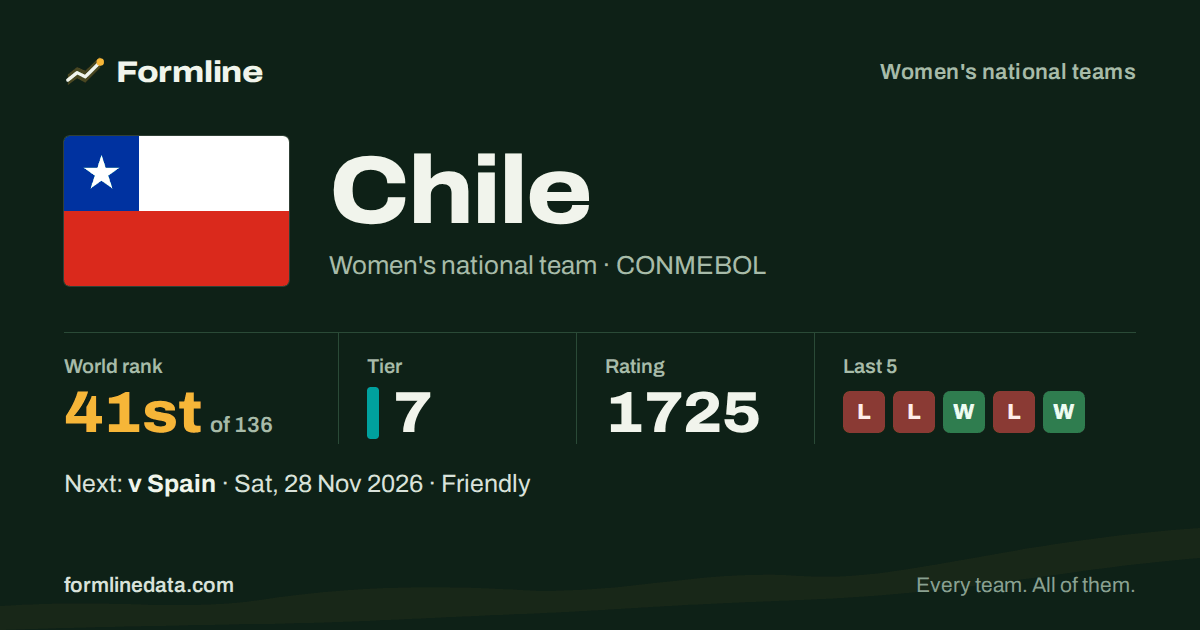 Formline
Women's national teams
Chile
Women's national team · CONMEBOL
World rank
41st of 136
Tier
7
Rating
1725
Last 5
L L W L W
Next: v Spain · Sat, 28 Nov 2026 · Friendly
formlinedata.com
Every team. All of them.